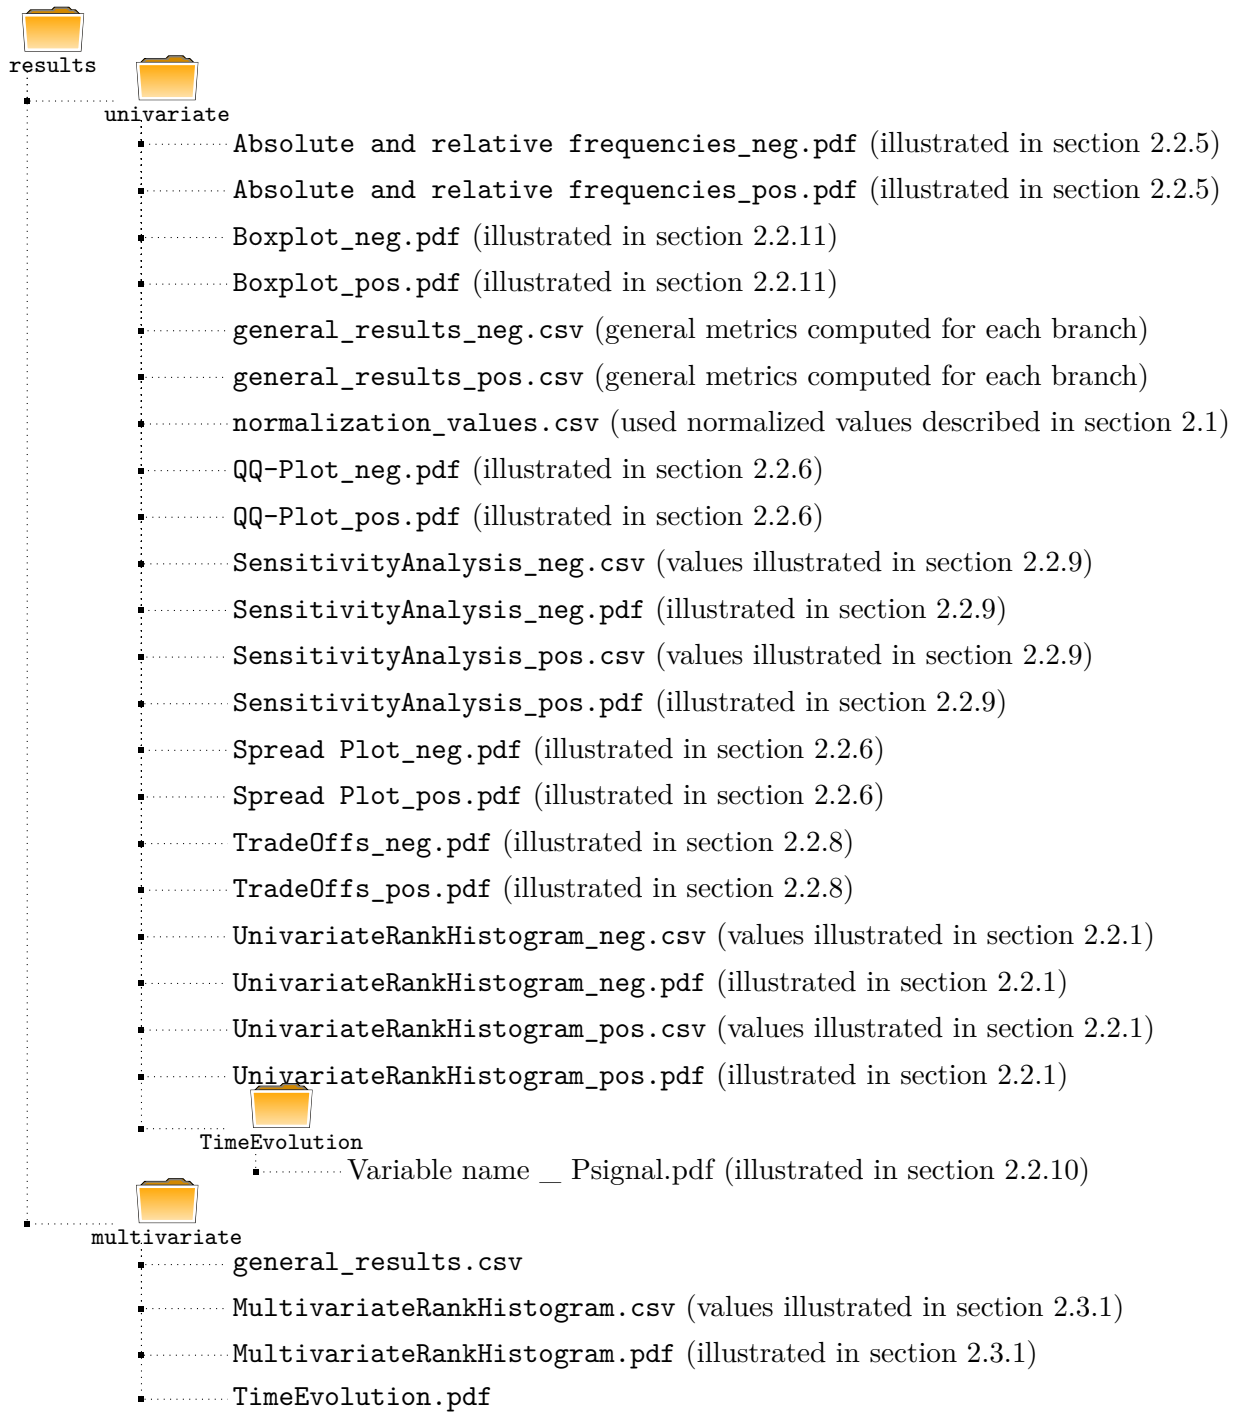 results
univariate
Absolute and relative frequencies_neg.pdf (illustrated in section 2.2.5)
Absolute and relative frequencies_pos.pdf (illustrated in section 2.2.5)
Boxplot_neg.pdf (illustrated in section 2.2.11)
Boxplot_pos.pdf (illustrated in section 2.2.11)
general_results_neg.csv (general metrics computed for each branch)
general_results_pos.csv (general metrics computed for each branch)
normalization_values.csv (used normalized values described in section 2.1)
QQ-Plot_neg.pdf (illustrated in section 2.2.6)
QQ-Plot_pos.pdf (illustrated in section 2.2.6)
SensitivityAnalysis_neg.csv (values illustrated in section 2.2.9)
SensitivityAnalysis_neg.pdf (illustrated in section 2.2.9)
SensitivityAnalysis_pos.csv (values illustrated in section 2.2.9)
SensitivityAnalysis_pos.pdf (illustrated in section 2.2.9)
Spread Plot_neg.pdf (illustrated in section 2.2.6)
Spread Plot_pos.pdf (illustrated in section 2.2.6)
TradeOffs_neg.pdf (illustrated in section 2.2.8)
TradeOffs_pos.pdf (illustrated in section 2.2.8)
UnivariateRankHistogram_neg.csv (values illustrated in section 2.2.1)
UnivariateRankHistogram_neg.pdf (illustrated in section 2.2.1)
UnivariateRankHistogram_pos.csv (values illustrated in section 2.2.1)
UnivariateRankHistogram_pos.pdf (illustrated in section 2.2.1)
TimeEvolution
Variable name _ Psignal.pdf (illustrated in section 2.2.10)
multivariate
general_results.csv
MultivariateRankHistogram.csv (values illustrated in section 2.3.1)
MultivariateRankHistogram.pdf (illustrated in section 2.3.1)
TimeEvolution.pdf